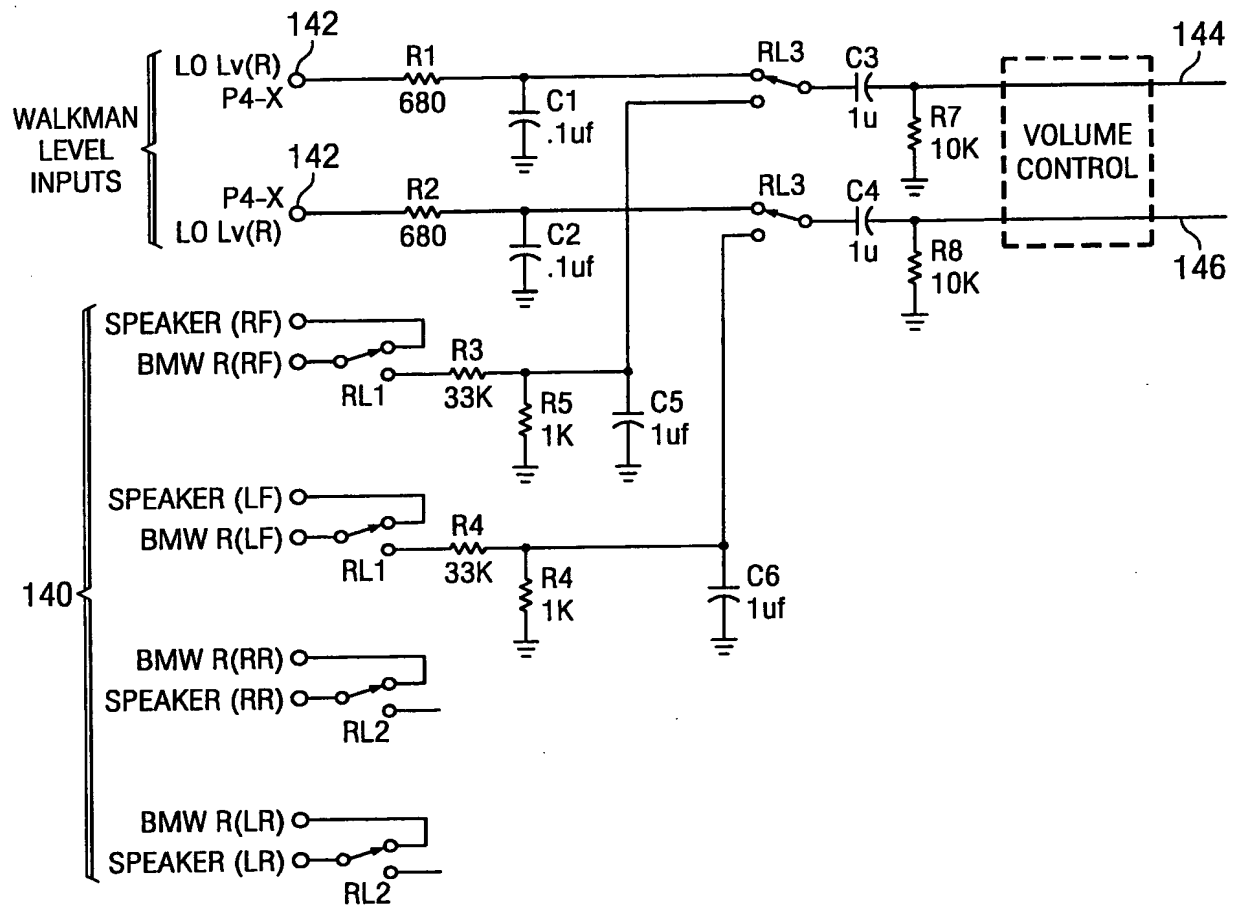 142
LO Lv(R)
P4-X
R1
680
C1
.1uf
RL3
C3
1u
R7
10K
144
WALKMAN
LEVEL
INPUTS
VOLUME
CONTROL
142
P4-X
LO Lv(R)
R2
680
C2
.1uf
RL3
C4
1u
R8
10K
146
SPEAKER (RF)
BMW R(RF)
RL1
R3
33K
R5
1K
C5
1uf
SPEAKER (LF)
BMW R(LF)
RL1
R4
33K
R4
1K
C6
1uf
140
BMW R(RR)
SPEAKER (RR)
RL2
BMW R(LR)
SPEAKER (LR)
RL2